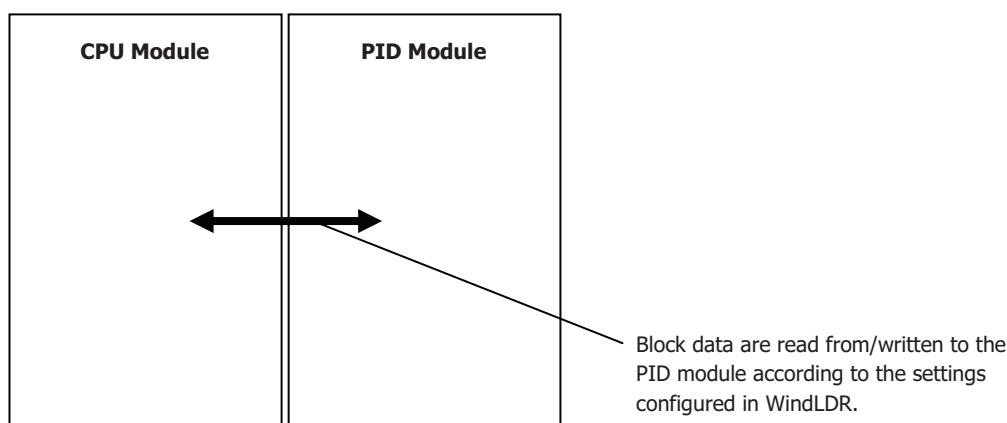 CPU Module
PID Module
Block data are read from/written to the
PID module according to the settings
configured in WindLDR.